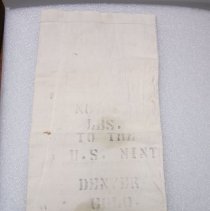 LBS.
TO THE
U.S. MINT
DENVER
COLO.